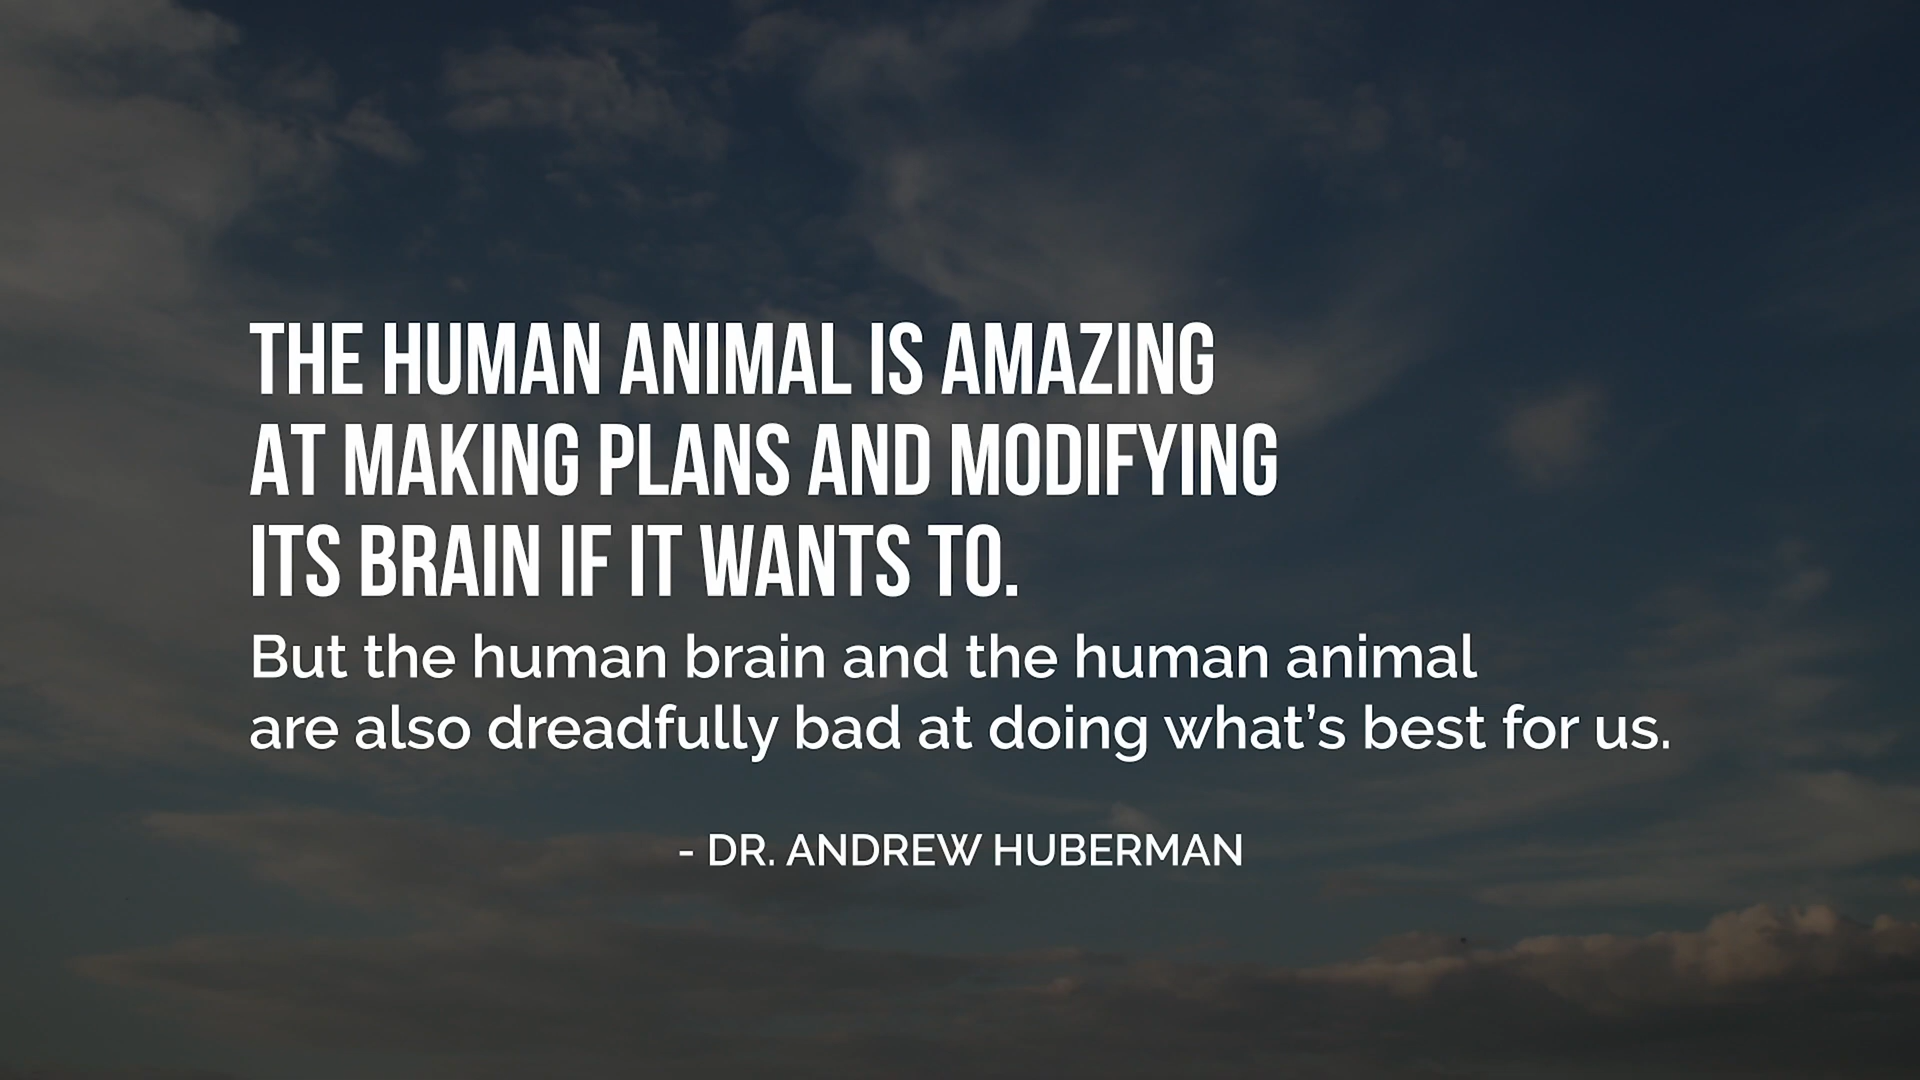 THE HUMAN ANIMAL IS AMAZING
AT MAKING PLANS AND MODIFYING
ITS BRAIN IF IT WANTS TO.
But the human brain and the human animal
are also dreadfully bad at doing what’s best for us.
- DR. ANDREW HUBERMAN